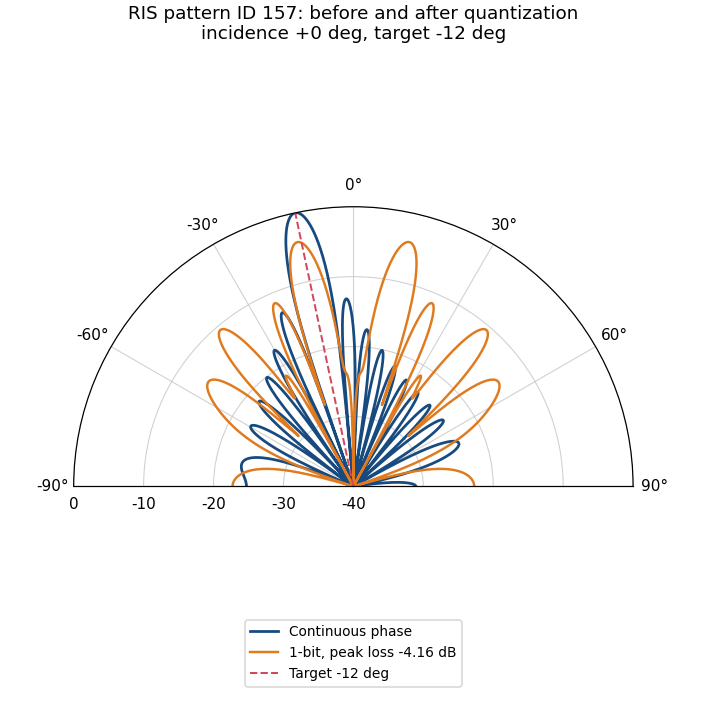 RIS pattern ID 157: before and after quantization
incidence +0 deg, target -12 deg
0°
-30°
30°
-60°
60°
-90°
90°
0
-10
-20
-30
-40
Continuous phase
1-bit, peak loss -4.16 dB
Target -12 deg